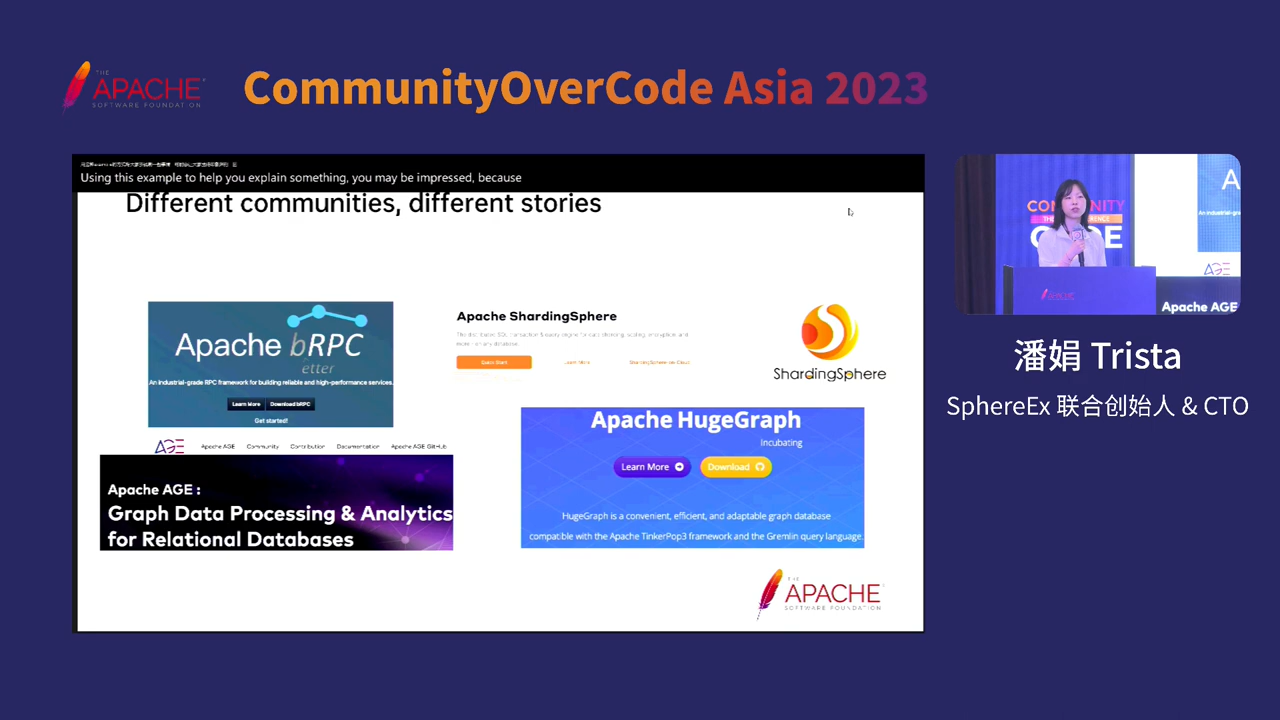 THE
APACHE
SOFTWARE FOUNDATION
CommunityOverCode Asia 2023
Using this example to help you explain something, you may be impressed, because
Different communities, different stories
Apache bRPC
etter
An industrial-grade RPC framework for building reliable and high-performance services.
Learn More
Download bRPC
Get started!
Apache ShardingSphere
Quick Start
Learn More
ShardingSphere on Cloud
ShardingSphere
AGE
Apache AGE
Community
Contribution
Documentation
Apache AGE GitHub
Apache AGE :
Graph Data Processing & Analytics
for Relational Databases
Apache HugeGraph
Incubating
Learn More
Download
HugeGraph is a convenient, efficient, and adaptable graph database
compatible with the Apache TinkerPop3 framework and the Gremlin query language.
THE
APACHE
SOFTWARE FOUNDATION
AGE
Apache AGE
潘娟 Trista
SphereEx 联合创始人 & CTO